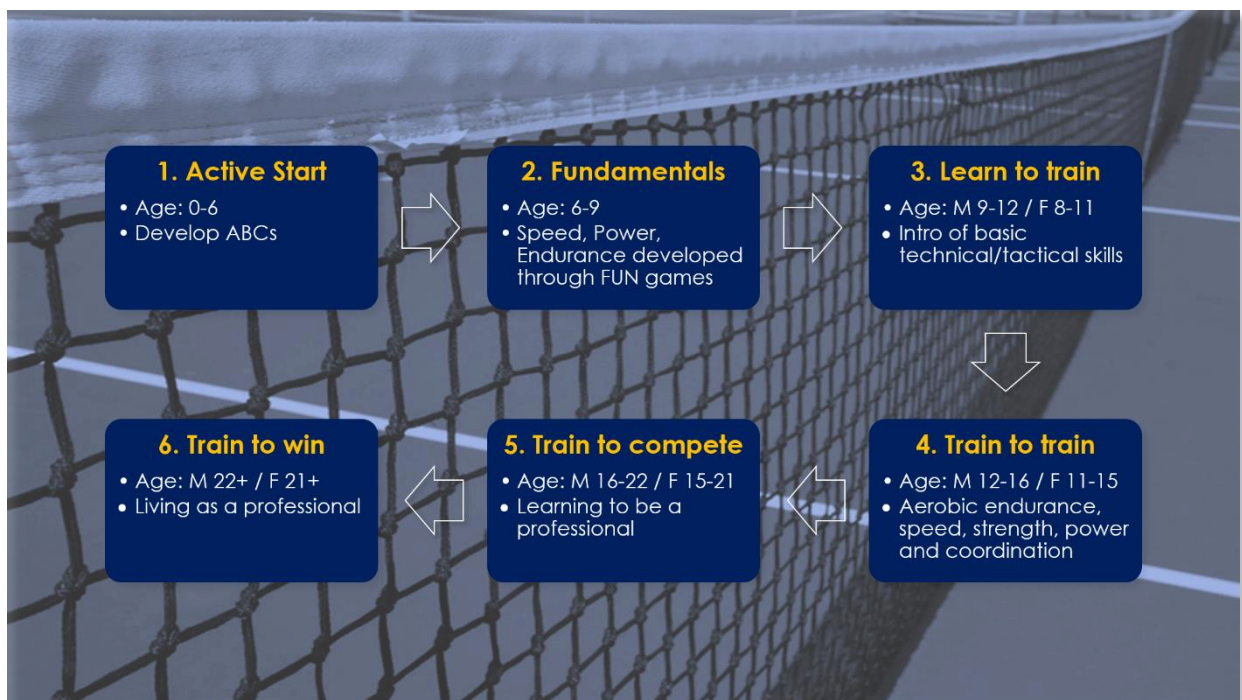 1. Active Start
• Age: 0-6
• Develop ABCs
2. Fundamentals
• Age: 6-9
• Speed, Power,
Endurance developed
through FUN games
3. Learn to train
• Age: M 9-12 / F 8-11
• Intro of basic
technical/tactical skills
4. Train to train
• Age: M 12-16 / F 11-15
• Aerobic endurance,
speed, strength, power
and coordination
5. Train to compete
• Age: M 16-22 / F 15-21
• Learning to be a
professional
6. Train to win
• Age: M 22+ / F 21+
• Living as a professional